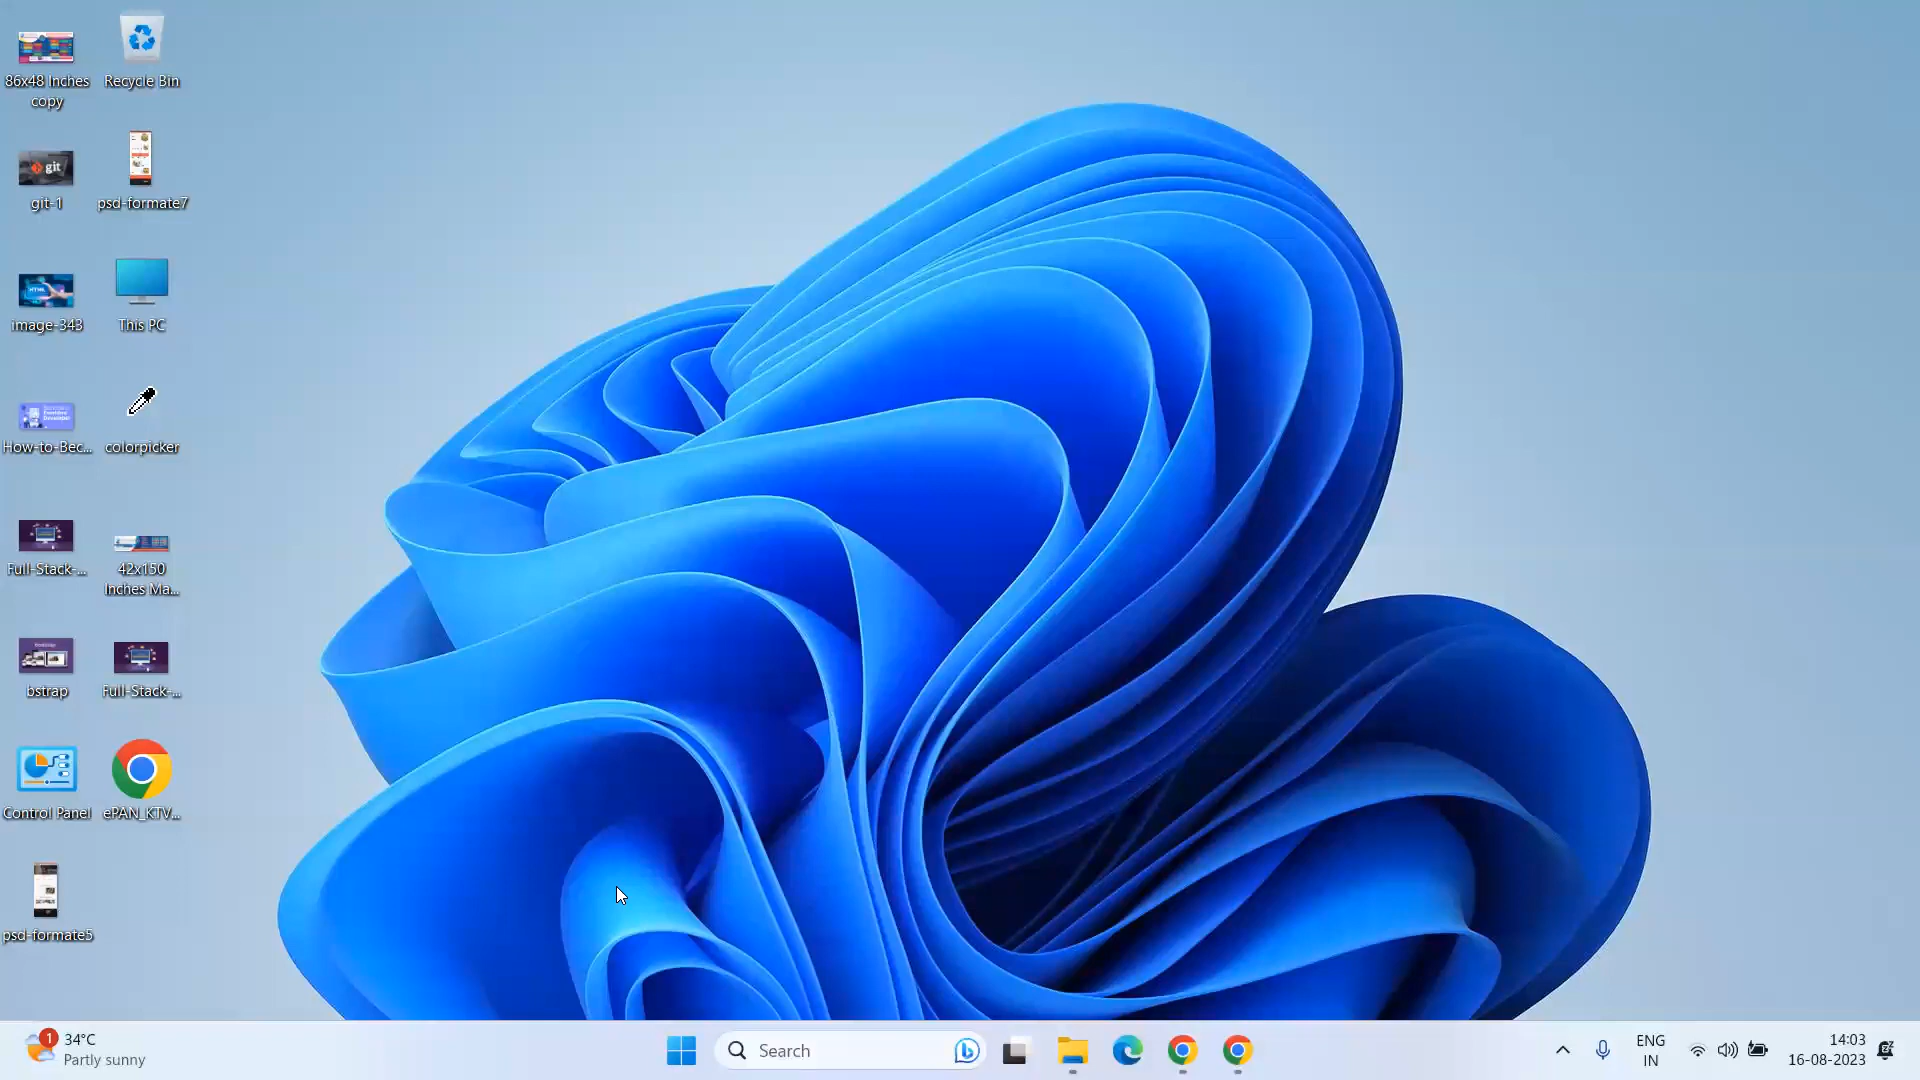 86x48 Inches
copy
Recycle Bin
git
git-1
psd-formate7
HTML
image-343
This PC
How-to-Bec...
colorpicker
Full-Stack-...
42x150
Inches Ma...
bstrap
Full-Stack-...
Control Panel
ePAN_KTV...
psd-formate5
1
34°C
Partly sunny
Search
ENG
IN
14:03
16-08-2023